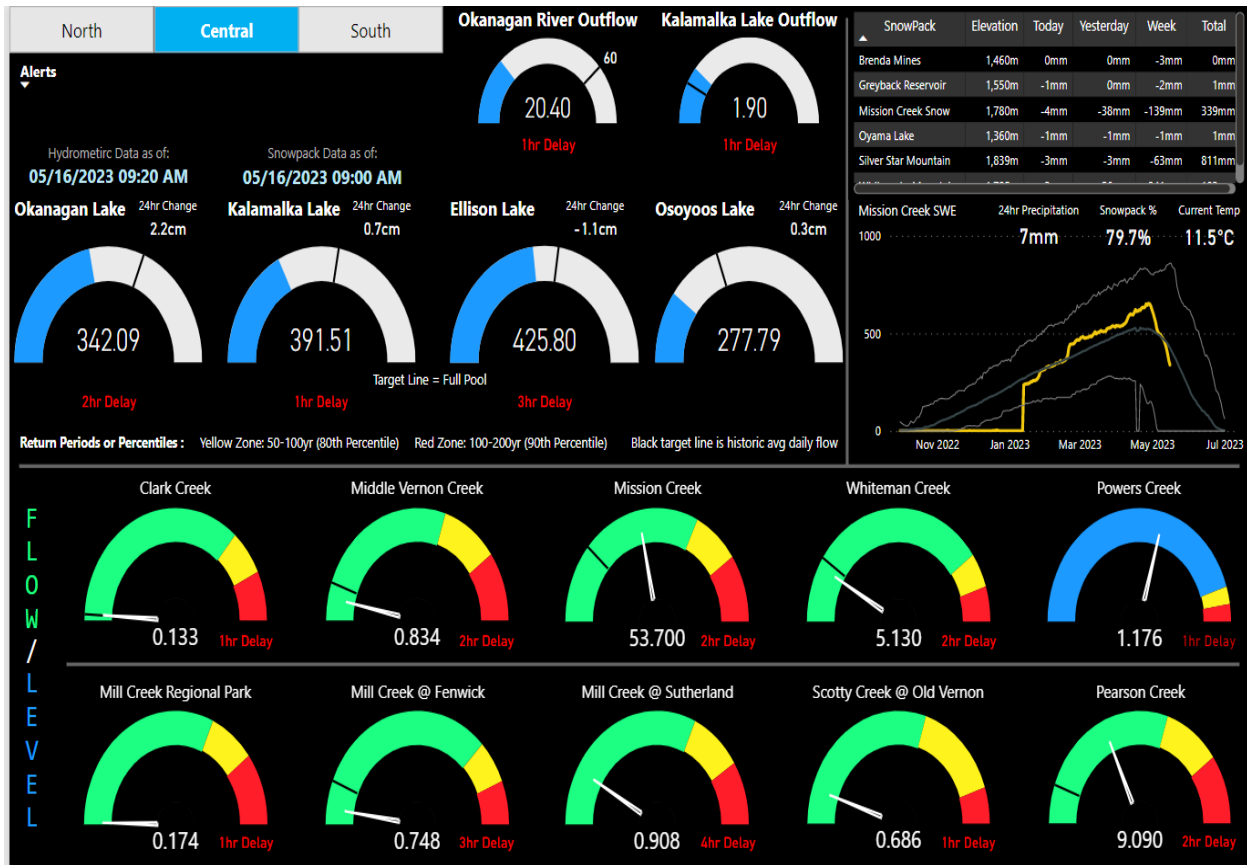 North Central South
Alerts
Hydrometirc Data as of:
05/16/2023 09:20 AM
Snowpack Data as of:
05/16/2023 09:00 AM
Okanagan River Outflow
60
20.40
1hr Delay
Kalamalka Lake Outflow
1.90
1hr Delay
SnowPack Elevation Today Yesterday Week Total
Brenda Mines 1,460m 0mm 0mm -3mm 0mm
Greyback Reservoir 1,550m -1mm 0mm -2mm 1mm
Mission Creek Snow 1,780m -4mm -38mm -139mm 339mm
Oyama Lake 1,360m -1mm -1mm -1mm 1mm
Silver Star Mountain 1,839m -3mm -3mm -63mm 811mm
Okanagan Lake 24hr Change
2.2cm
342.09
2hr Delay
Kalamalka Lake 24hr Change
0.7cm
391.51
1hr Delay
Ellison Lake 24hr Change
-1.1cm
425.80
3hr Delay
Osoyoos Lake 24hr Change
0.3cm
277.79
Target Line = Full Pool
Mission Creek SWE 24hr Precipitation Snowpack % Current Temp
7mm 79.7% 11.5°C
1000
500
0
Nov 2022 Jan 2023 Mar 2023 May 2023 Jul 2023
Return Periods or Percentiles : Yellow Zone: 50-100yr (80th Percentile) Red Zone: 100-200yr (90th Percentile) Black target line is historic avg daily flow
FLOW/LEVEL
Clark Creek
0.133 1hr Delay
Middle Vernon Creek
0.834 2hr Delay
Mission Creek
53.700 2hr Delay
Whiteman Creek
5.130 2hr Delay
Powers Creek
1.176 1hr Delay
Mill Creek Regional Park
0.174 1hr Delay
Mill Creek @ Fenwick
0.748 3hr Delay
Mill Creek @ Sutherland
0.908 4hr Delay
Scotty Creek @ Old Vernon
0.686 1hr Delay
Pearson Creek
9.090 2hr Delay